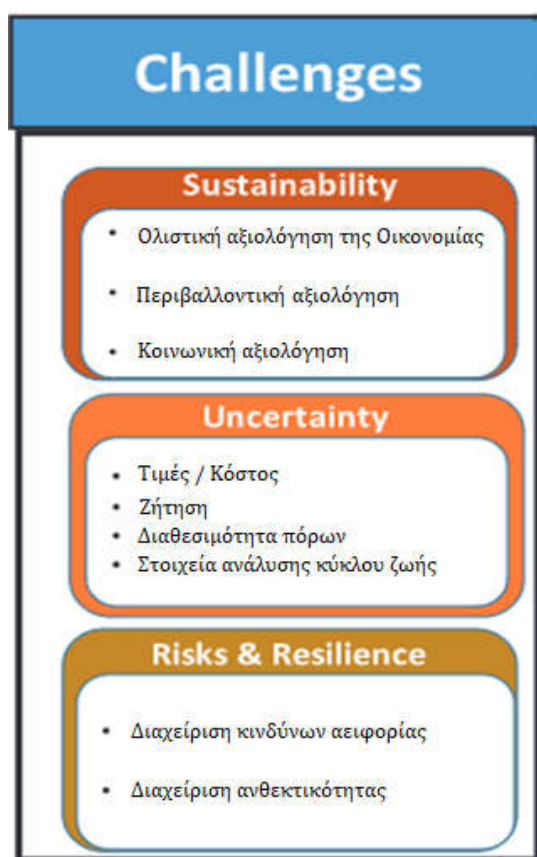 Challenges
Sustainability
• Ολιστική αξιολόγηση της Οικονομίας
• Περιβαλλοντική αξιολόγηση
• Κοινωνική αξιολόγηση
Uncertainty
• Τιμές / Κόστος
• Ζήτηση
• Διαθεσιμότητα πόρων
• Στοιχεία ανάλυσης κύκλου ζωής
Risks & Resilience
• Διαχείριση κινδύνων αειφορίας
• Διαχείριση ανθεκτικότητας